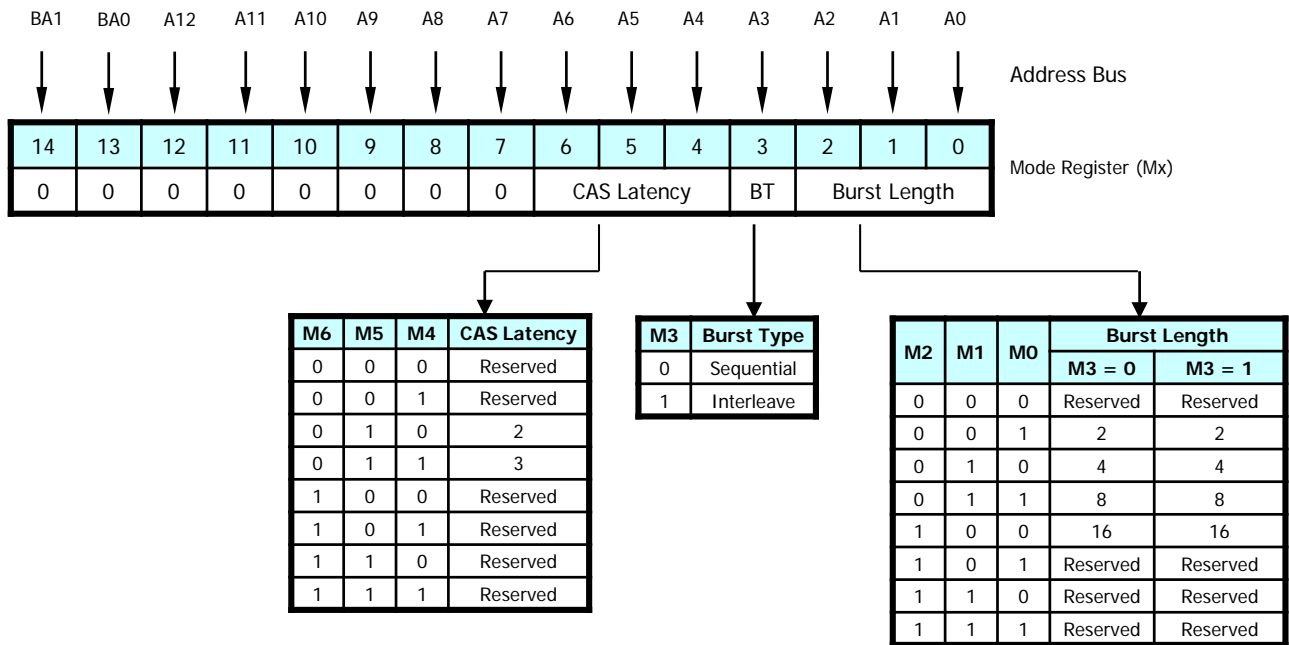 BA1 BA0 A12 A11 A10 A9 A8 A7 A6 A5 A4 A3 A2 A1 A0
Address Bus
14 13 12 11 10 9 8 7 6 5 4 3 2 1 0
Mode Register (Mx)
0 0 0 0 0 0 0 0 CAS Latency BT Burst Length
M6 M5 M4 CAS Latency
0 0 0 Reserved
0 0 1 Reserved
0 1 0 2
0 1 1 3
1 0 0 Reserved
1 0 1 Reserved
1 1 0 Reserved
1 1 1 Reserved
M3 Burst Type
0 Sequential
1 Interleave
M2 M1 M0 Burst Length
M3 = 0 M3 = 1
0 0 0 Reserved Reserved
0 0 1 2 2
0 1 0 4 4
0 1 1 8 8
1 0 0 16 16
1 0 1 Reserved Reserved
1 1 0 Reserved Reserved
1 1 1 Reserved Reserved